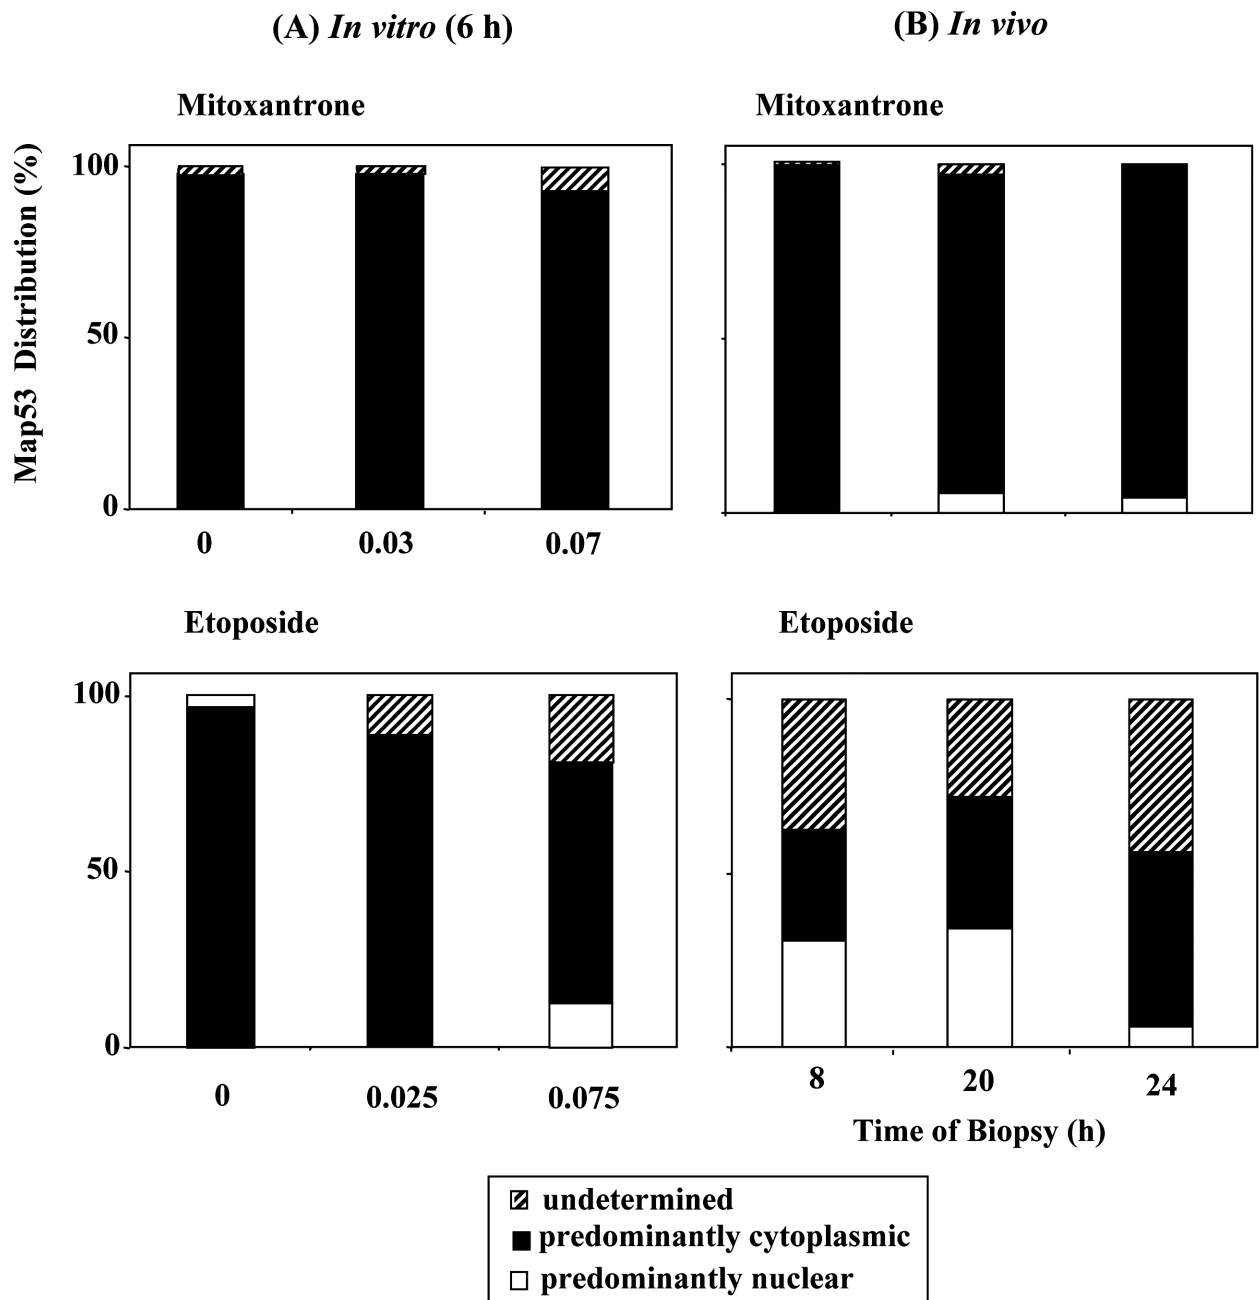 (A) In vitro (6 h)
(B) In vivo
Mitoxantrone
Mitoxantrone
Map53 Distribution (%)
100
50
0
0 0.03 0.07
Etoposide
Etoposide
100
50
0
0 0.025 0.075
8 20 24
Time of Biopsy (h)
undetermined
predominantly cytoplasmic
predominantly nuclear